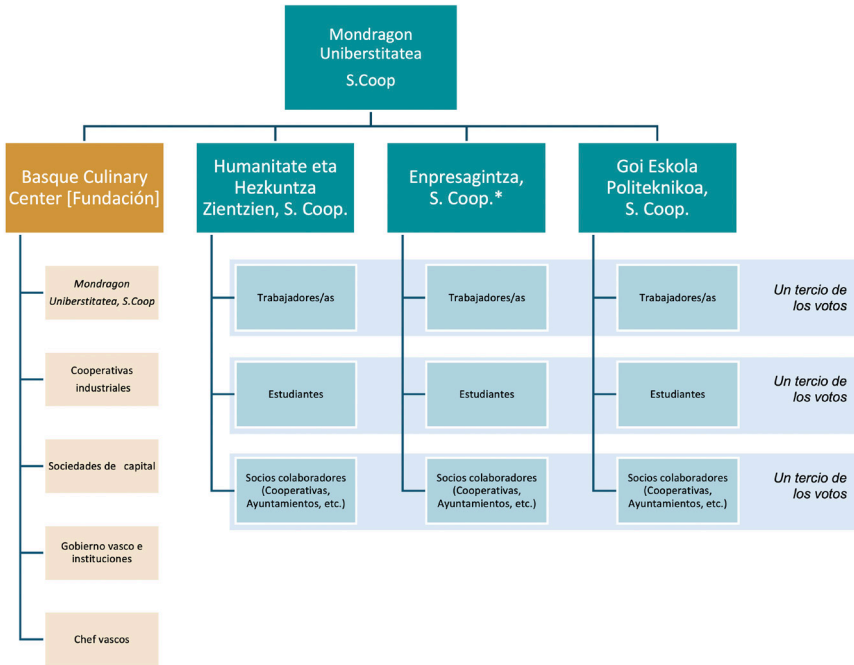 Mondragon
Uniberstitatea
S.Coop
Basque Culinary
Center [Fundación]
Humanitate eta
Hezkuntza
Zientzien, S. Coop.
Enpresagintza,
S. Coop.*
Goi Eskola
Politeknikoa,
S. Coop.
Mondragon
Uniberstitatea, S.Coop
Cooperativas
industriales
Sociedades de capital
Gobierno vasco e
instituciones
Chef vascos
Trabajadores/as
Trabajadores/as
Trabajadores/as
Un tercio de
los votos
Estudiantes
Estudiantes
Estudiantes
Un tercio de
los votos
Socios colaboradores
(Cooperativas,
Ayuntamientos, etc.)
Socios colaboradores
(Cooperativas,
Ayuntamientos, etc.)
Socios colaboradores
(Cooperativas,
Ayuntamientos, etc.)
Un tercio de
los votos